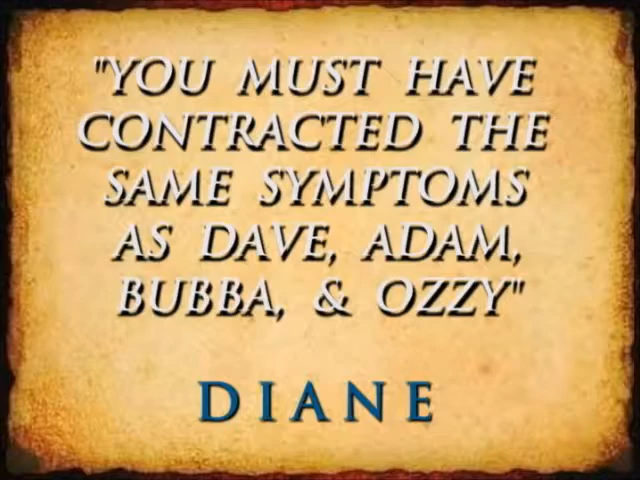 "YOU MUST HAVE
CONTRACTED THE
SAME SYMPTOMS
AS DAVE, ADAM,
BUBBA, & OZZY"
DIANE